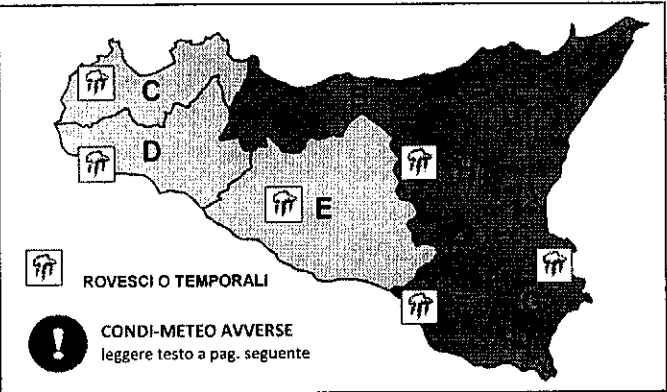 C
D
E
ROVESCI O TEMPORALI
CONDI-METEO AVVERSE
leggere testo a pag. seguente